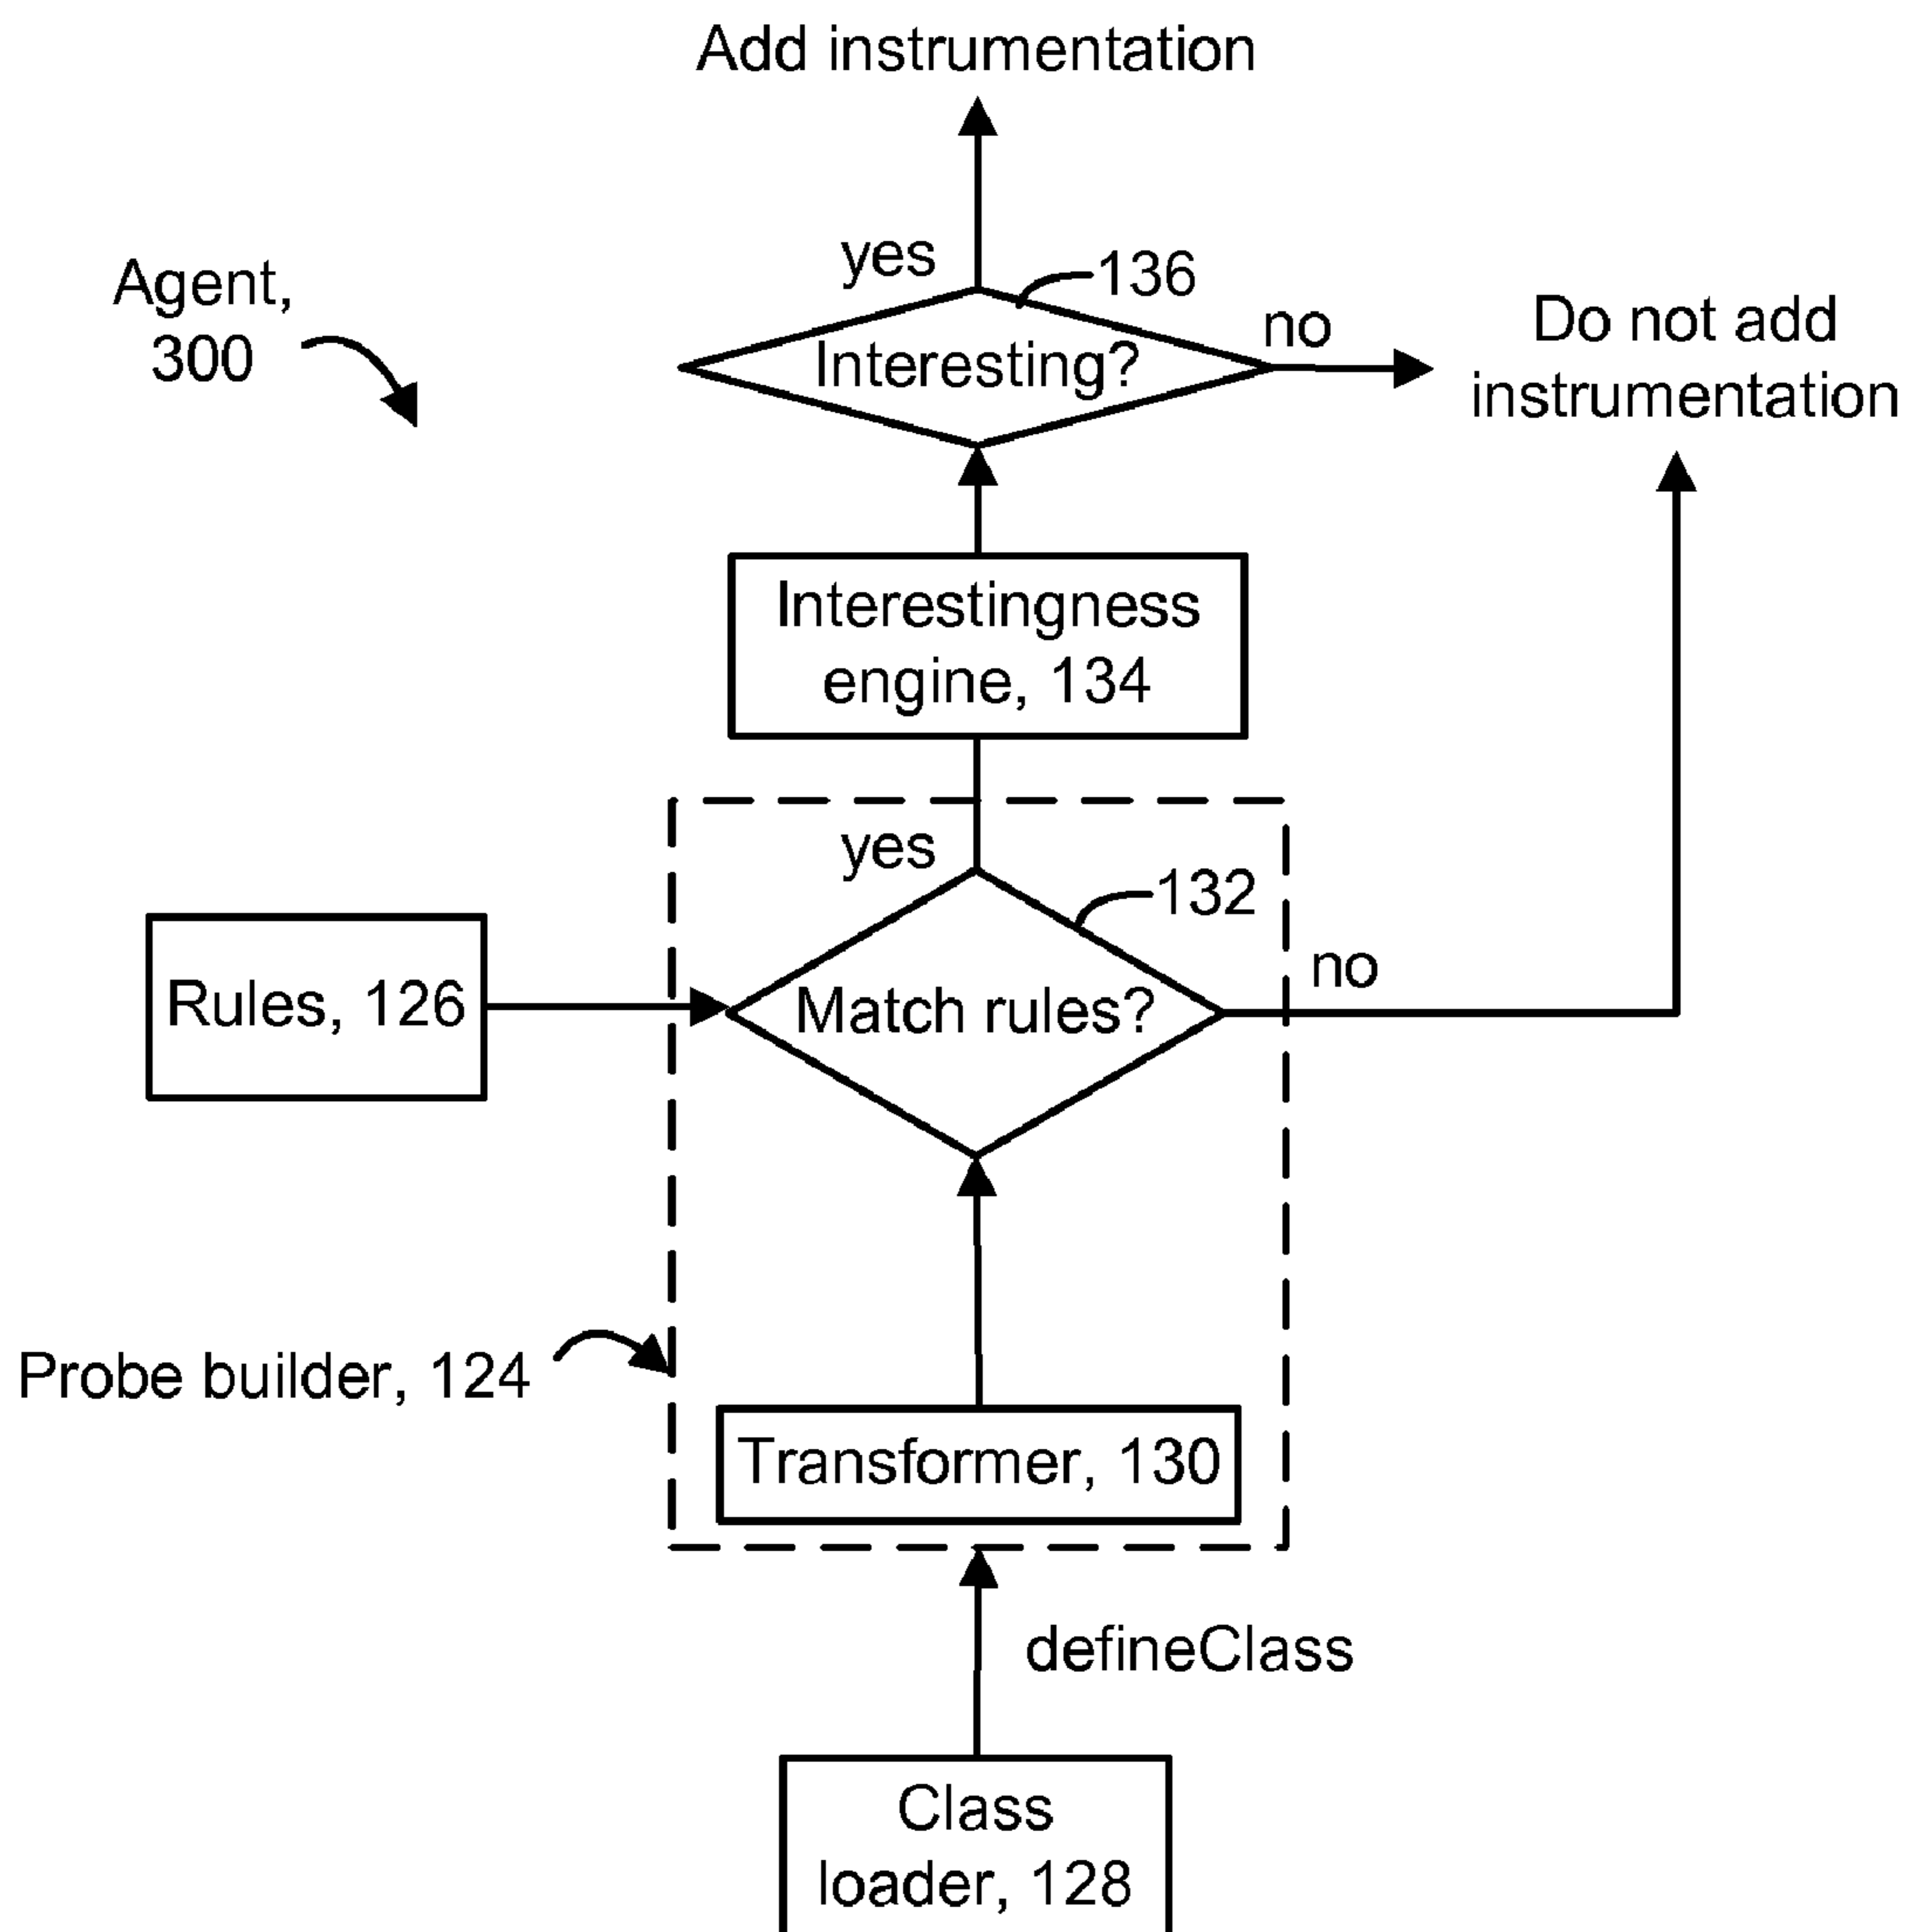 Add instrumentation
yes
136
Agent,
300
no
Interesting?
Do not add
instrumentation
Interestingness
engine, 134
yes
132
Rules, 126
Match rules?
no
Probe builder, 124
Transformer, 130
defineClass
Class
loader, 128